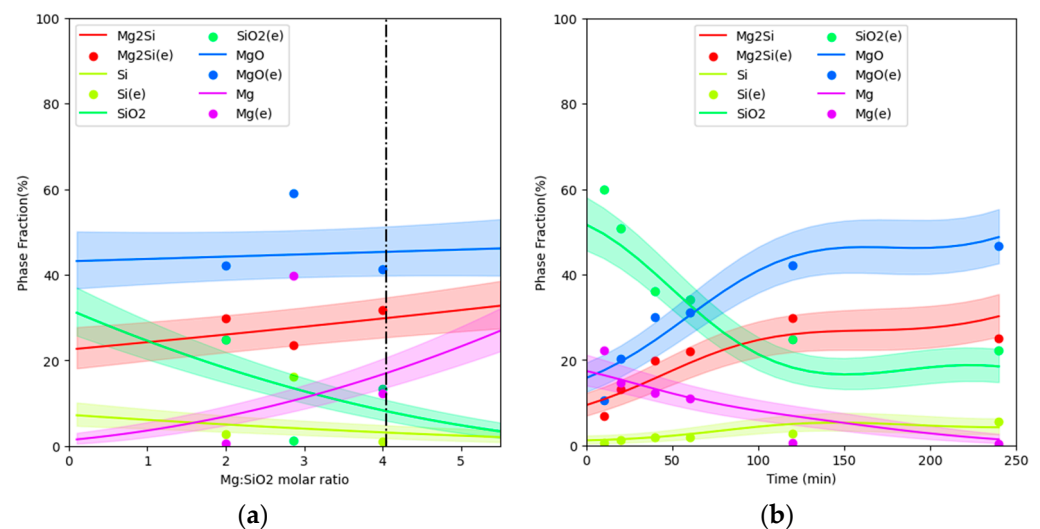 100
80
60
40
20
0
Phase Fraction(%)
Mg2Si
Mg2Si(e)
Si
Si(e)
SiO2
SiO2(e)
MgO
MgO(e)
Mg
Mg(e)
0 1 2 3 4 5
Mg:SiO2 molar ratio
(a)
100
80
60
40
20
0
Phase Fraction(%)
Mg2Si
Mg2Si(e)
Si
Si(e)
SiO2
SiO2(e)
MgO
MgO(e)
Mg
Mg(e)
0 50 100 150 200 250
Time (min)
(b)